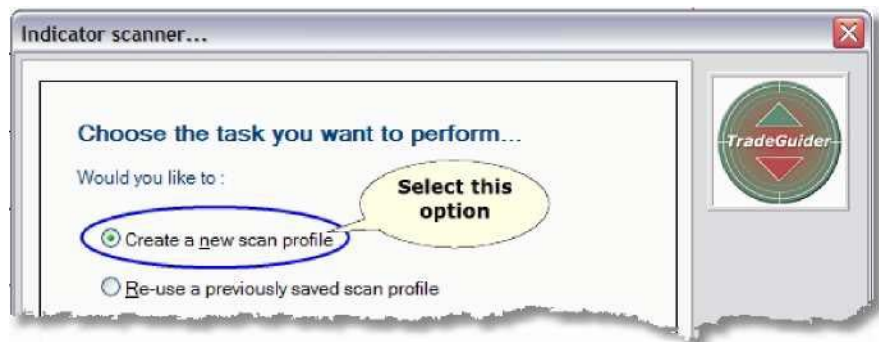 Indicator scanner...
Choose the task you want to perform...
Would you like to :
Select this
option
Create a new scan profile
Re-use a previously saved scan profile
TradeGuider